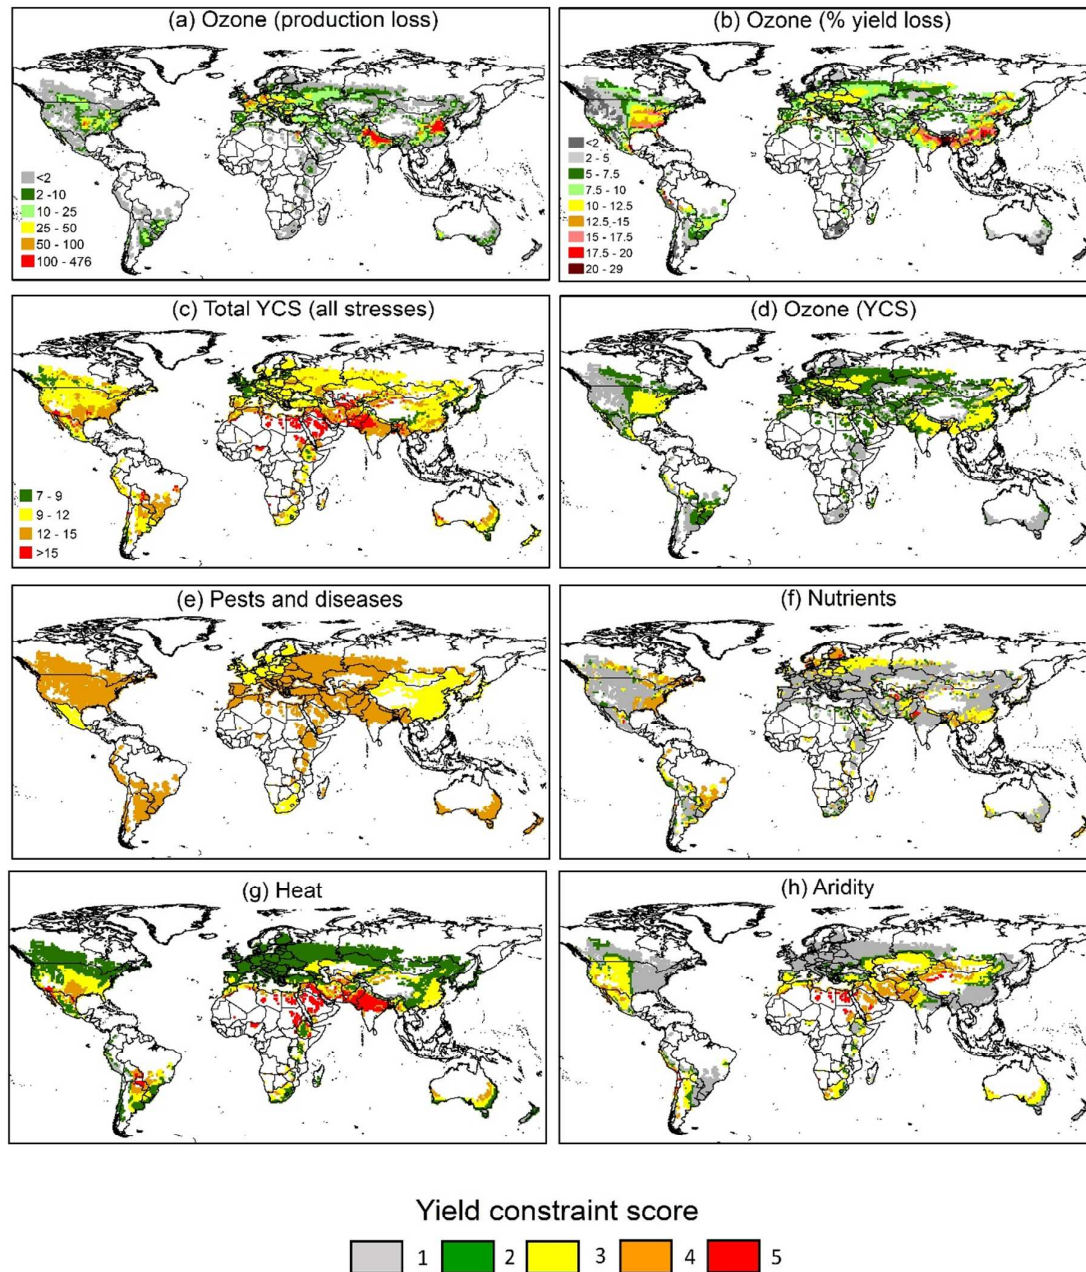 (a) Ozone (production loss)
<2
2 -10
10 - 25
25 - 50
50 - 100
100 - 476
(b) Ozone (% yield loss)
<2
2 - 5
5 - 7.5
7.5 - 10
10 - 12.5
12.5 -15
15 - 17.5
17.5 - 20
20 - 29
(c) Total YCS (all stresses)
7 - 9
9 - 12
12 - 15
>15
(d) Ozone (YCS)
(e) Pests and diseases
(f) Nutrients
(g) Heat
(h) Aridity
Yield constraint score
1 2 3 4 5